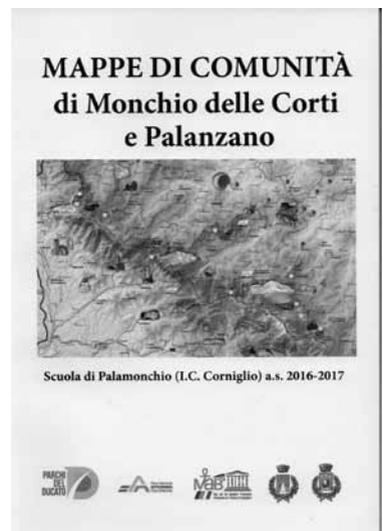 MAPPE DI COMUNITÀ
di Monchio delle Corti
e Palanzano
Scuola di Palamonchio (I.C. Corniglio) a.s. 2016-2017
PARCHI
DEL
DUCATO
MaB